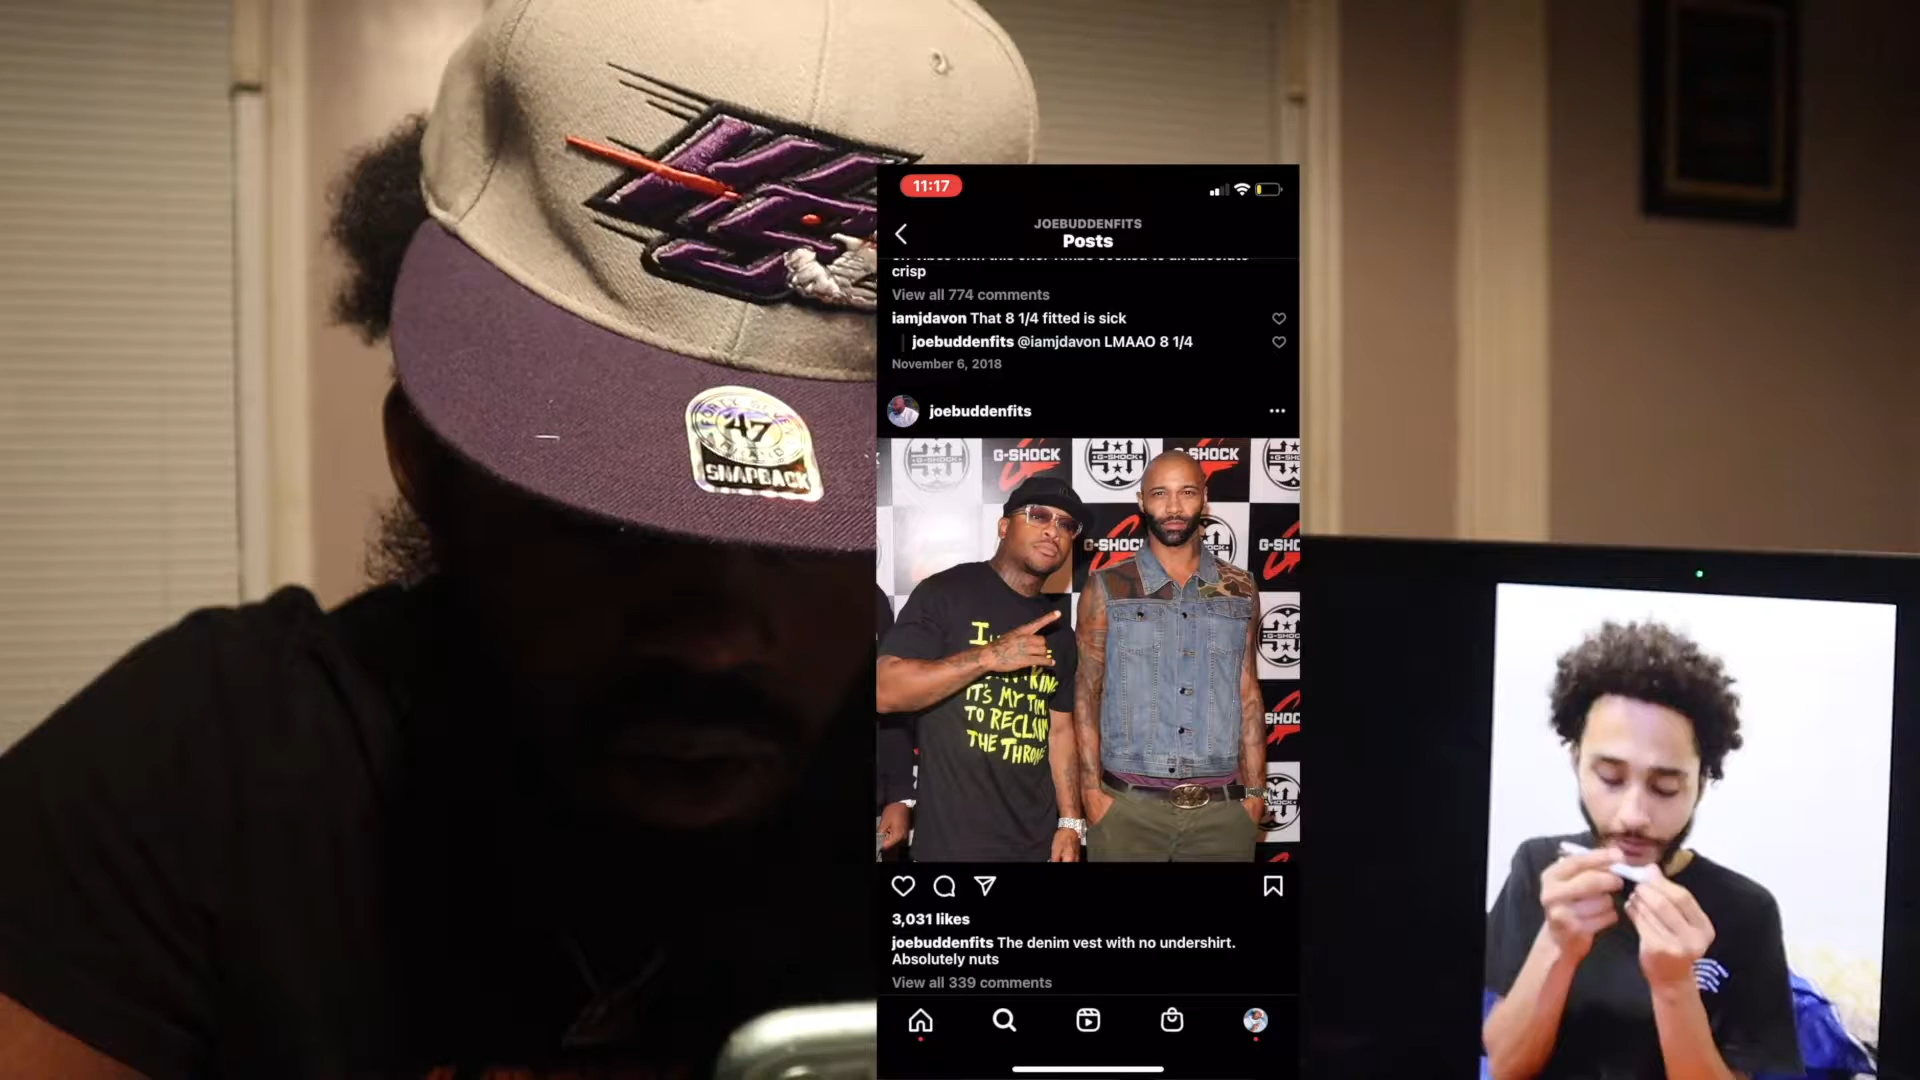 47
SNAPBACK
11:17
JOEBUDDENFITS
Posts
crisp
View all 774 comments
iamjdavon That 8 1/4 fitted is sick
joebuddenfits @iamjdavon LMAAO 8 1/4
November 6, 2018
joebuddenfits
G-SHOCK
G-SHOCK
G-SHOCK
IT'S MY
TO RECLAIM
THE THRONE
3,031 likes
joebuddenfits The denim vest with no undershirt.
Absolutely nuts
View all 339 comments